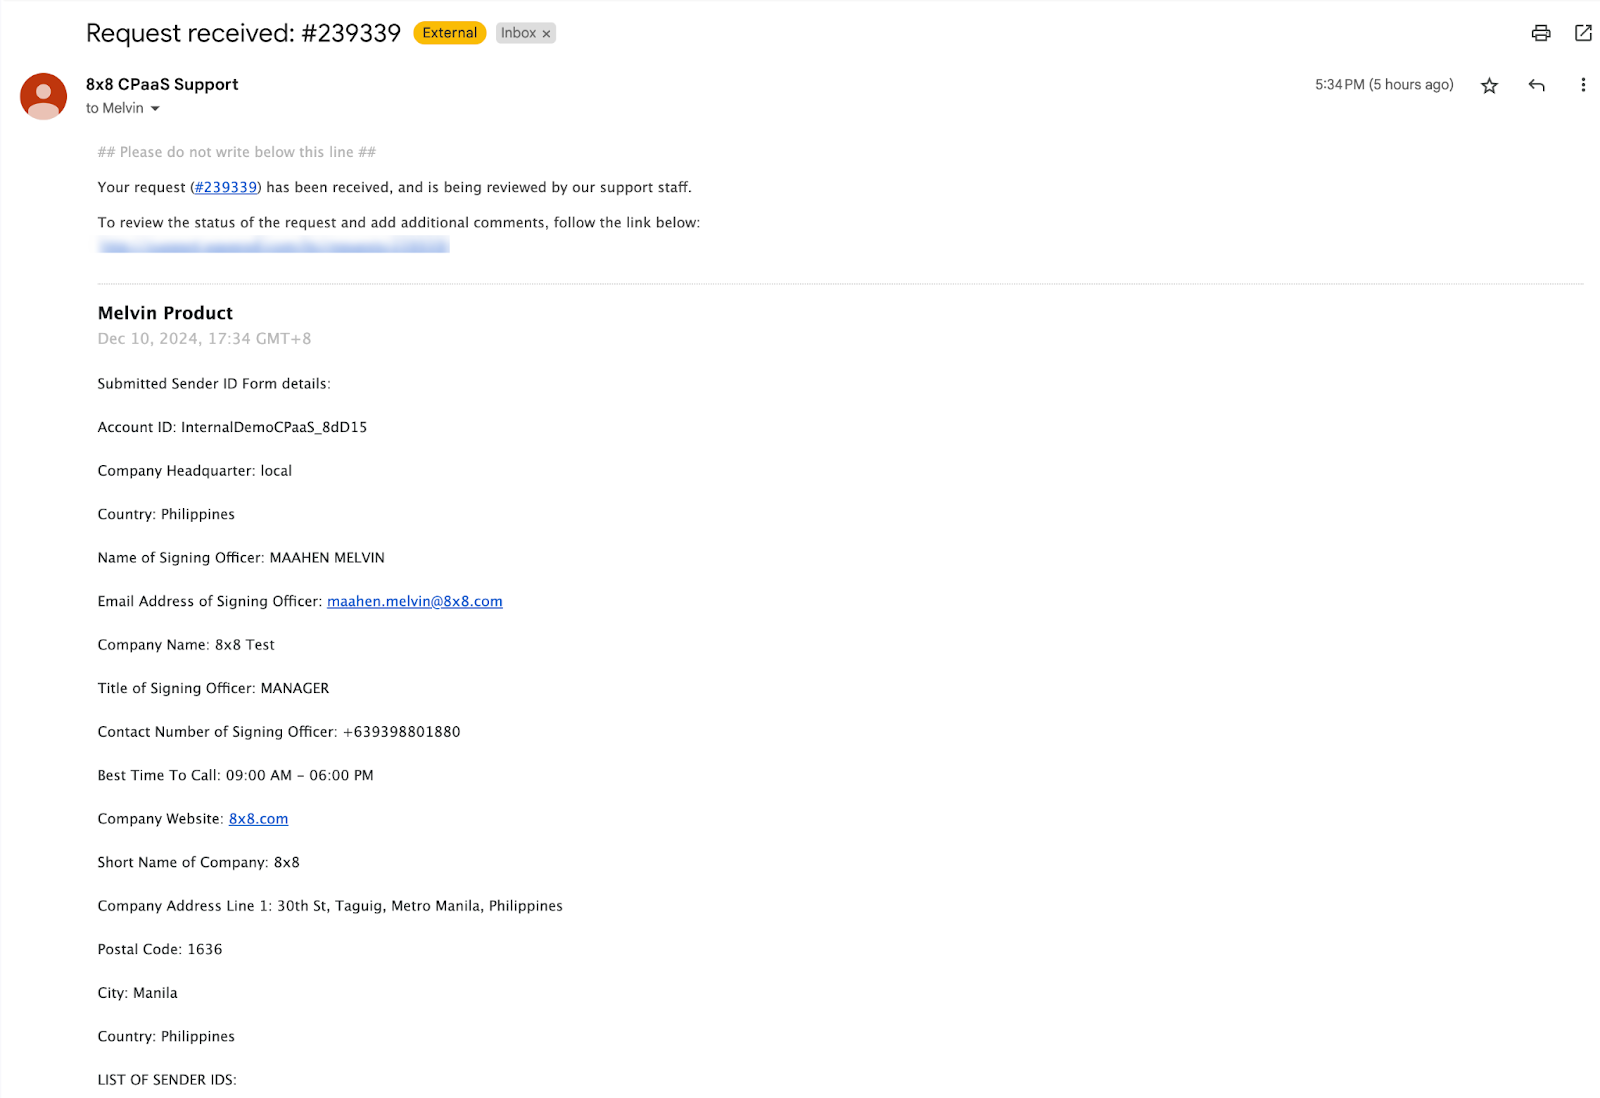 Request received: #239339 External Inbox ×
8x8 CPaaS Support 5:34 PM (5 hours ago)
to Melvin
## Please do not write below this line ##
Your request (#239339) has been received, and is being reviewed by our support staff.
To review the status of the request and add additional comments, follow the link below:
Melvin Product
Dec 10, 2024, 17:34 GMT+8
Submitted Sender ID Form details:
Account ID: InternalDemoCPaaS_8dD15
Company Headquarter: local
Country: Philippines
Name of Signing Officer: MAAHEN MELVIN
Email Address of Signing Officer: maahen.melvin@8x8.com
Company Name: 8x8 Test
Title of Signing Officer: MANAGER
Contact Number of Signing Officer: +639398801880
Best Time To Call: 09:00 AM – 06:00 PM
Company Website: 8x8.com
Short Name of Company: 8x8
Company Address Line 1: 30th St, Taguig, Metro Manila, Philippines
Postal Code: 1636
City: Manila
Country: Philippines
LIST OF SENDER IDS: